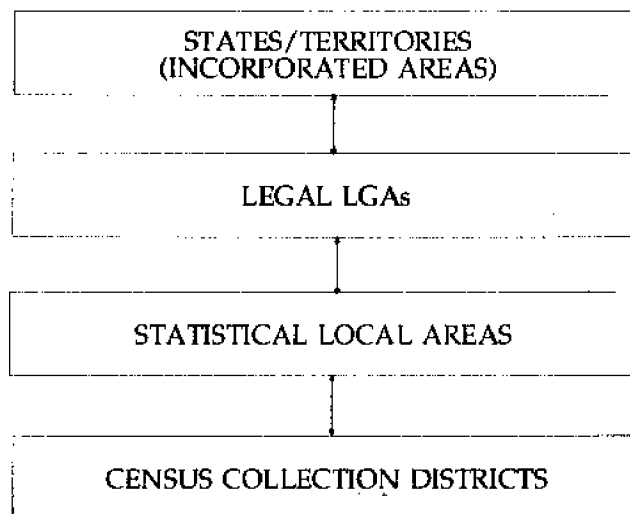 STATES/TERRITORIES
(INCORPORATED AREAS)
LEGAL LGAs
STATISTICAL LOCAL AREAS
CENSUS COLLECTION DISTRICTS